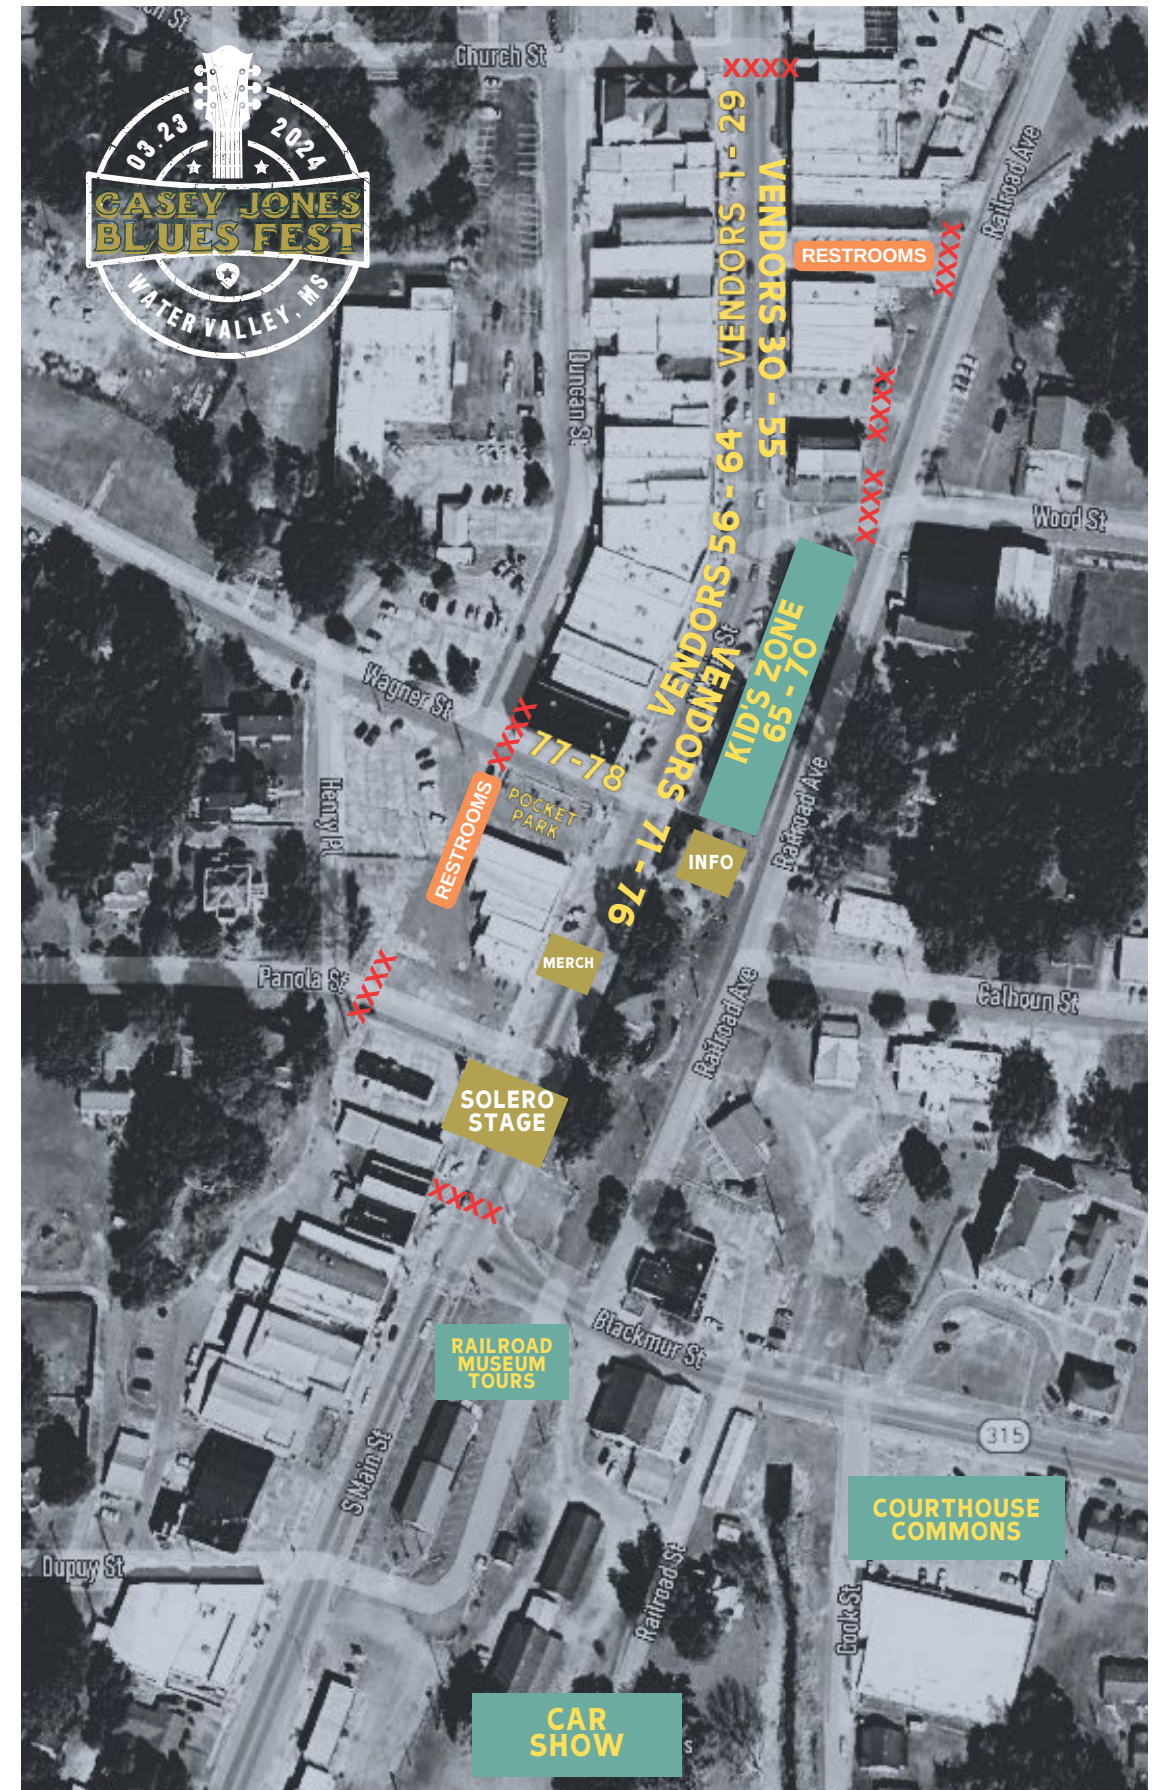 ch St
Church St
XXXX
03.23
2024
CASEY JONES
BLUES FEST
WATER VALLEY, MS
VENDORS 1 - 29
VENDORS 30 - 55
Railroad Ave
RESTROOMS
XXXX
Duncan St
XXXX
XXXX
Wood St
VENDORS 56 - 64
St
KID'S ZONE
65 - 70
Wagner St
XXXX
77-78
VENDORS 71 - 76
Railroad Ave
Henry Pl
RESTROOMS
POCKET
PARK
INFO
MERCH
Panola St
XXXX
Railroad Ave
Calhoun St
SOLERO
STAGE
XXXX
Blackmur St
RAILROAD
MUSEUM
TOURS
315
S Main St
COURTHOUSE
COMMONS
Dupuy St
Railroad St
Cook St
CAR
SHOW
s